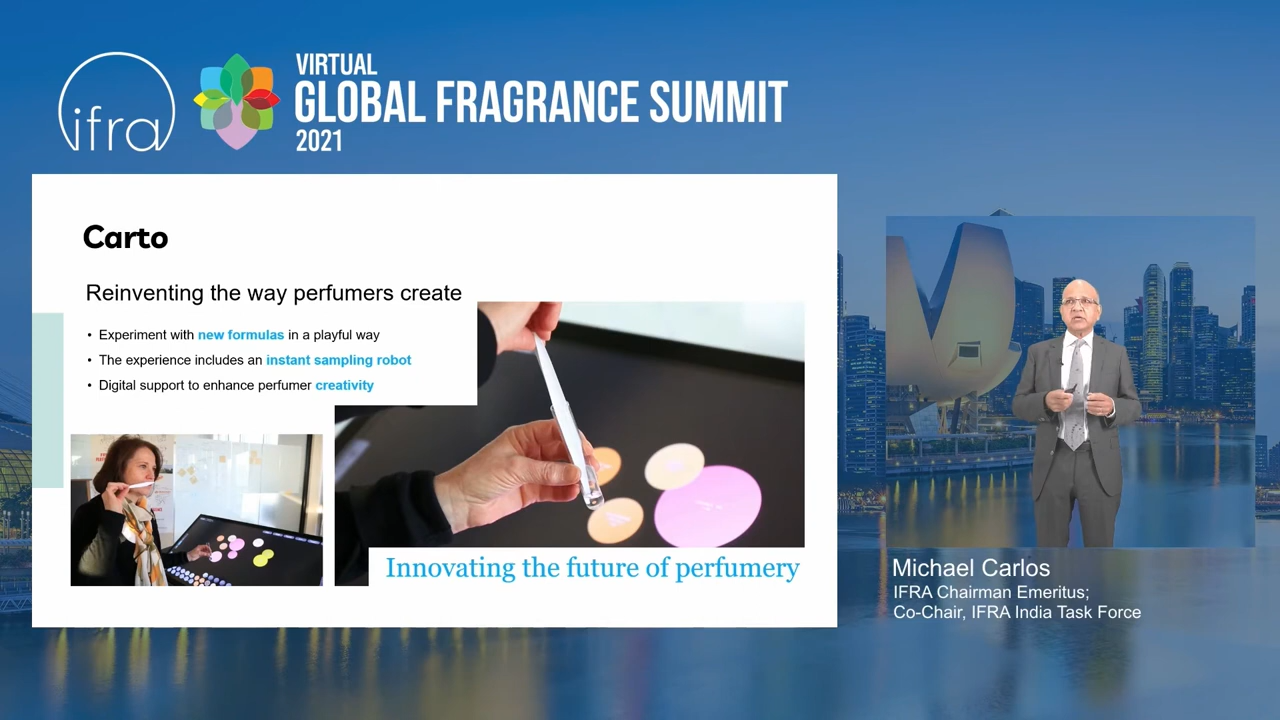 ifra
VIRTUAL
GLOBAL FRAGRANCE SUMMIT
2021
Carto
Reinventing the way perfumers create
• Experiment with new formulas in a playful way
• The experience includes an instant sampling robot
• Digital support to enhance perfumer creativity
Innovating the future of perfumery
Michael Carlos
IFRA Chairman Emeritus;
Co-Chair, IFRA India Task Force